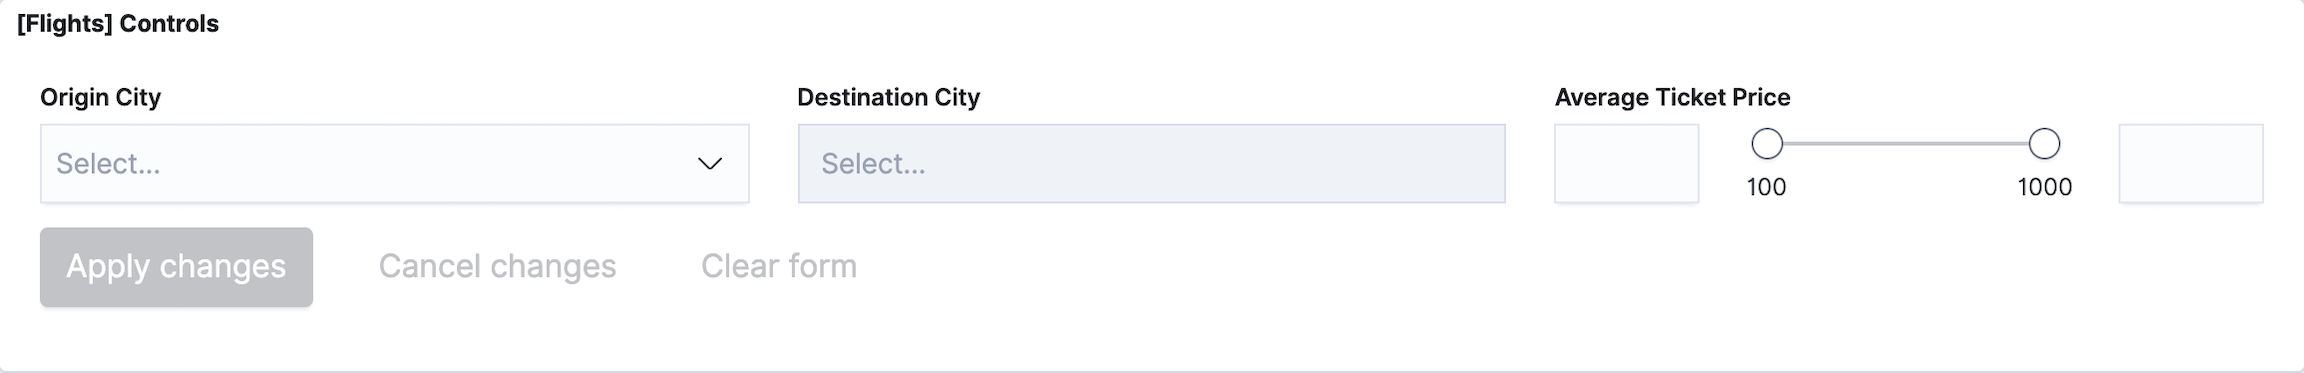 [Flights] Controls
Origin City
Destination City
Average Ticket Price
Select...
Select...
100
1000
Apply changes
Cancel changes
Clear form